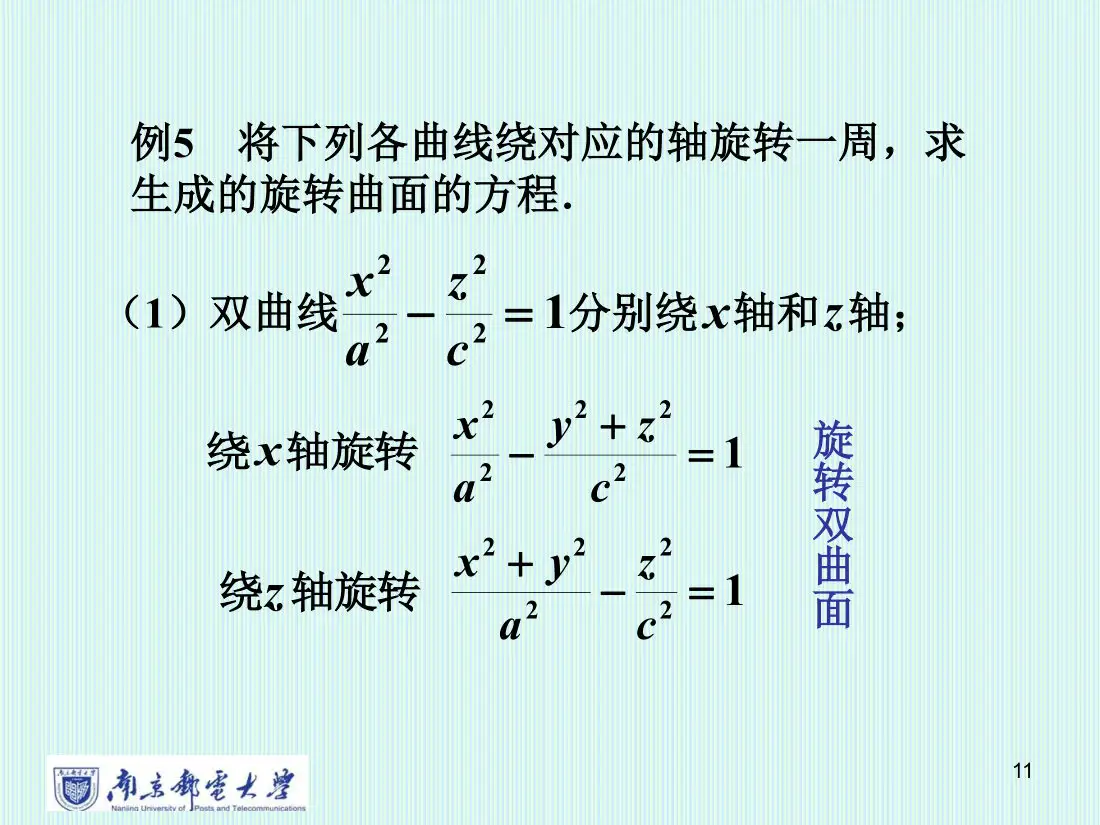 例5 将下列各曲线绕对应的轴旋转一周，求
生成的旋转曲面的方程.
（1）双曲线 x²/a² − z²/c² = 1 分别绕 x 轴和 z 轴；
绕 x 轴旋转 x²/a² − (y² + z²)/c² = 1
绕 z 轴旋转 (x² + y²)/a² − z²/c² = 1
旋转双曲面
南京邮电大学
Nanjing University of Posts and Telecommunications
11